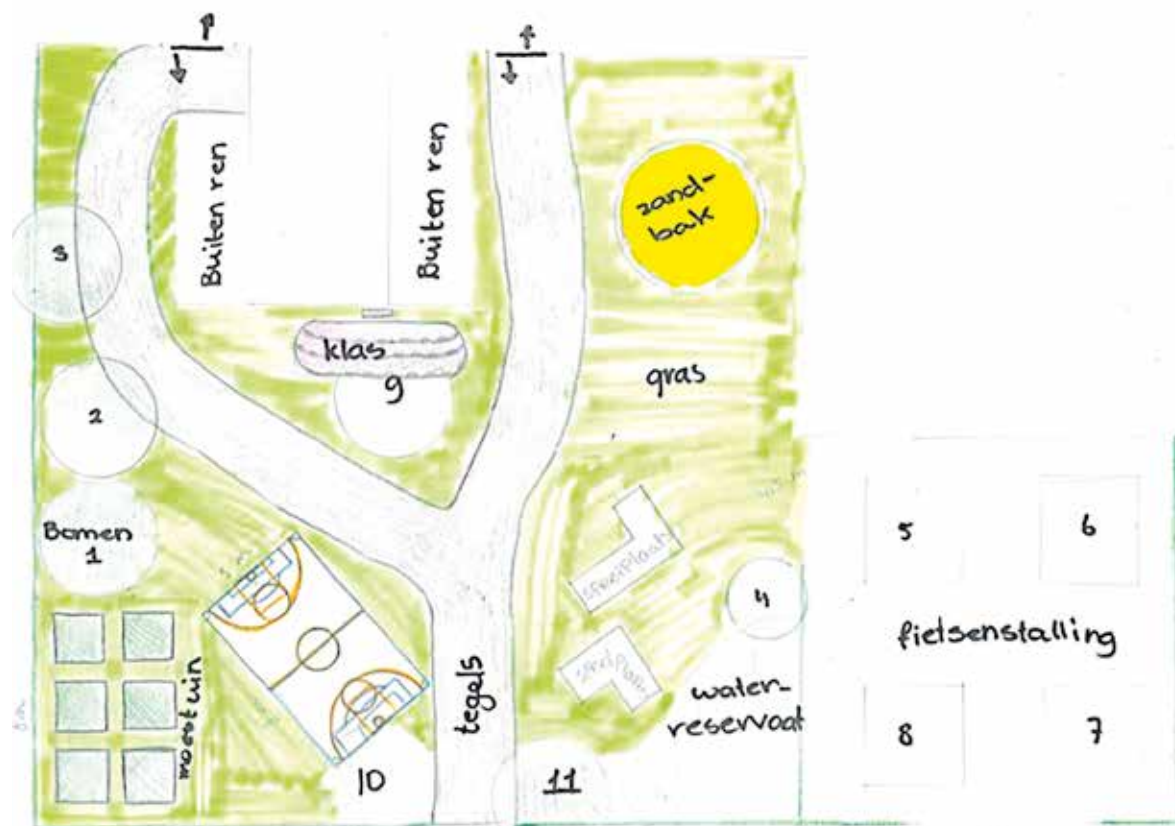 Buiten ren
Buiten ren
zand-
bak
3
klas
9
gras
2
Bomen
1
5
6
speelplaats
4
fietsenstalling
moestuin
tegels
water-
reservoat
8
7
10
11